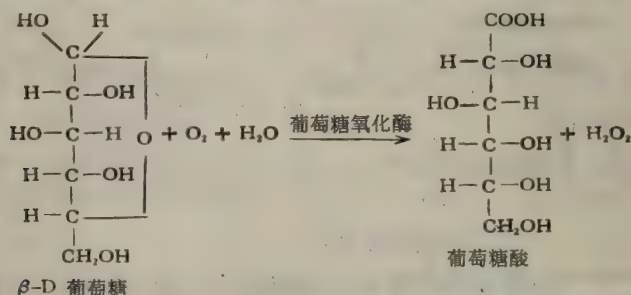 HO H
C
H—C—OH
HO—C—H O + O₂ + H₂O 葡萄糖氧化酶
H—C—OH
H—C
CH₂OH
β-D 葡萄糖
COOH
H—C—OH
HO—C—H
H—C—OH + H₂O₂
H—C—OH
CH₂OH
葡萄糖酸